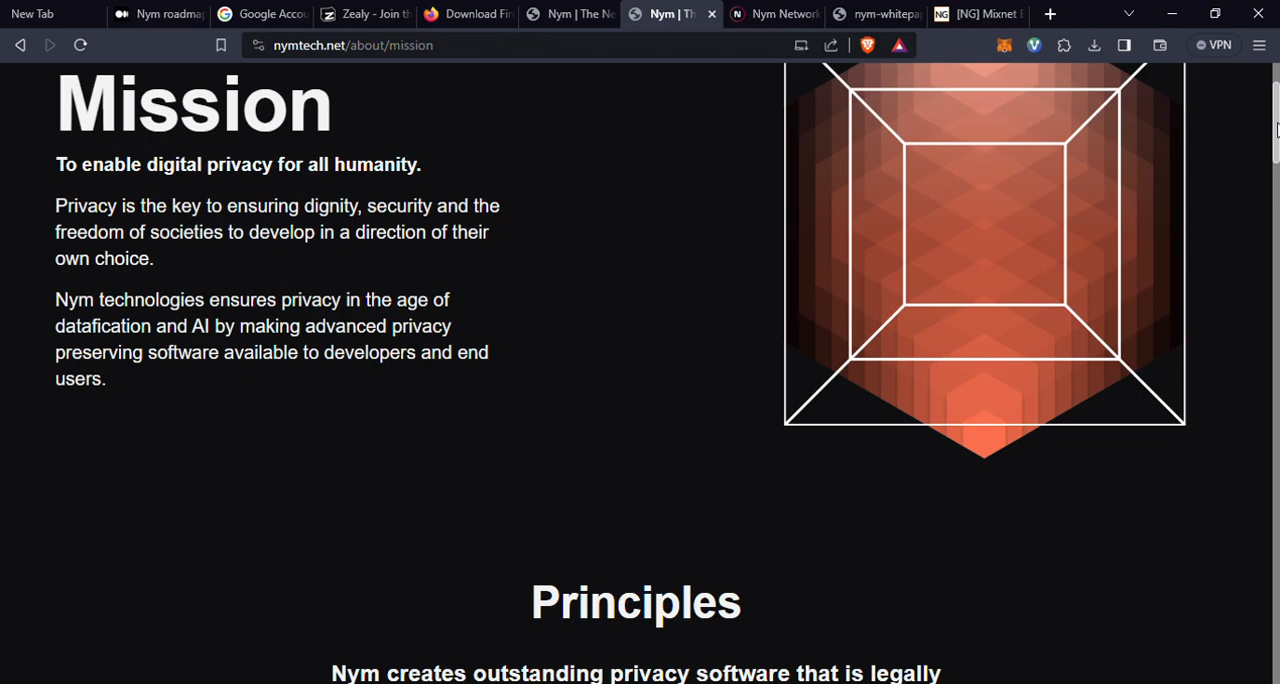 New Tab
Nym roadmap
Google Accou
Zealy - Join th
Download Fir
Nym | The Ne
Nym | Th
Nym Network
nym-whitepap
NG [NG] Mixnet E
nymtech.net/about/mission
VPN
Mission
To enable digital privacy for all humanity.
Privacy is the key to ensuring dignity, security and the
freedom of societies to develop in a direction of their
own choice.
Nym technologies ensures privacy in the age of
datafication and AI by making advanced privacy
preserving software available to developers and end
users.
Principles
Nym creates outstanding privacy software that is legally